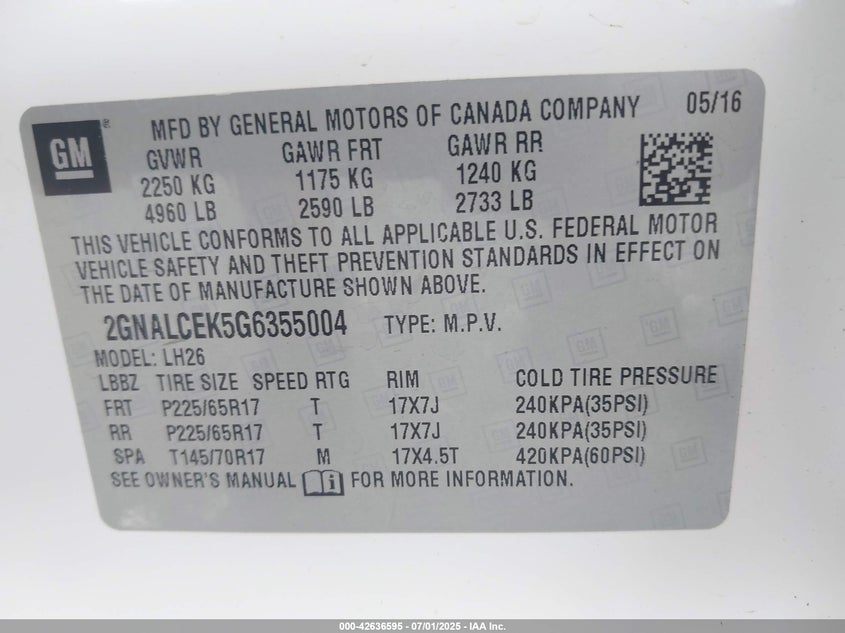 GM
MFD BY GENERAL MOTORS OF CANADA COMPANY 05/16
GVWR GAWR FRT GAWR RR
2250 KG 1175 KG 1240 KG
4960 LB 2590 LB 2733 LB
THIS VEHICLE CONFORMS TO ALL APPLICABLE U.S. FEDERAL MOTOR
VEHICLE SAFETY AND THEFT PREVENTION STANDARDS IN EFFECT ON
THE DATE OF MANUFACTURE SHOWN ABOVE.
2GNALCEK5G6355004 TYPE: M.P.V.
MODEL: LH26
LBBZ TIRE SIZE SPEED RTG RIM COLD TIRE PRESSURE
FRT P225/65R17 T 17X7J 240KPA(35PSI)
RR P225/65R17 T 17X7J 240KPA(35PSI)
SPA T145/70R17 M 17X4.5T 420KPA(60PSI)
SEE OWNER'S MANUAL i FOR MORE INFORMATION.
000-42636595 - 07/01/2025 - IAA Inc.